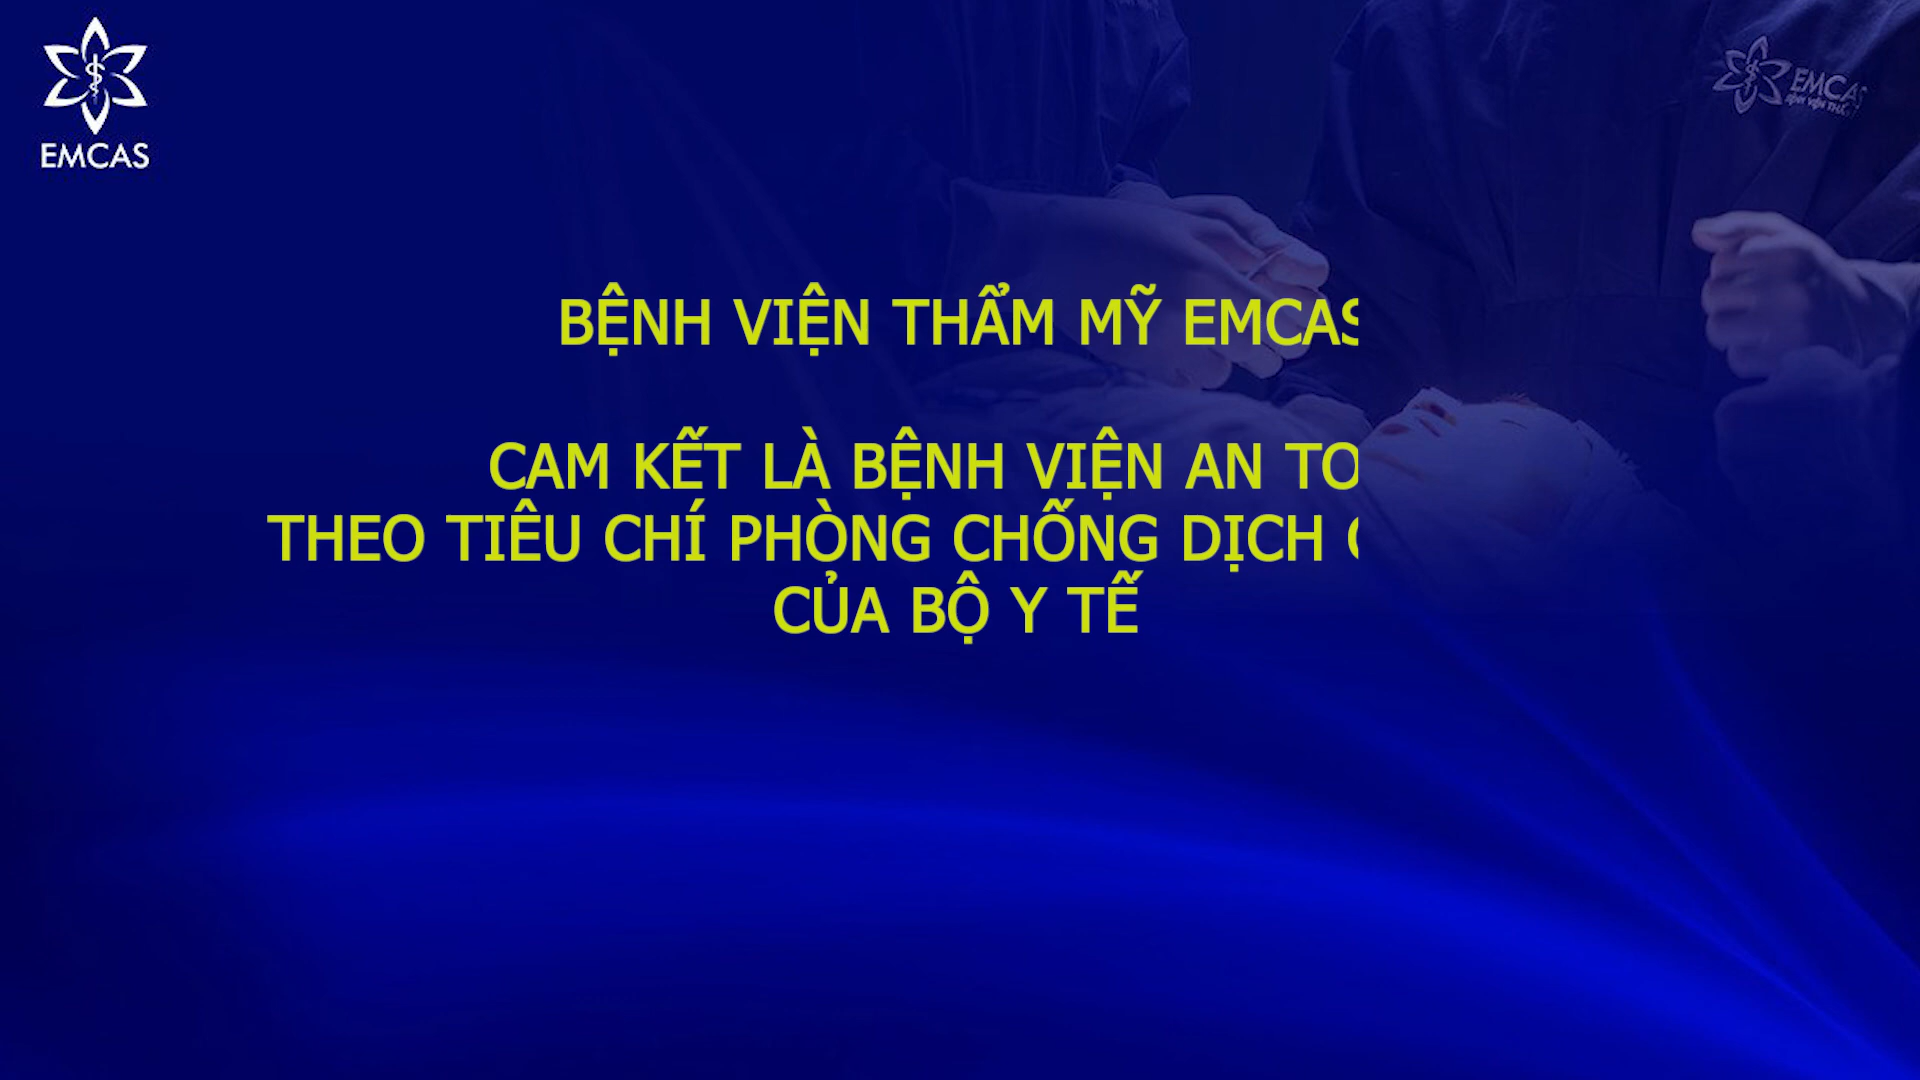 EMCAS
EMCAS
BỆNH VIỆN THẨM MỸ EMCAS
CAM KẾT LÀ BỆNH VIỆN AN TO
THEO TIÊU CHÍ PHÒNG CHỐNG DỊCH
CỦA BỘ Y TẾ